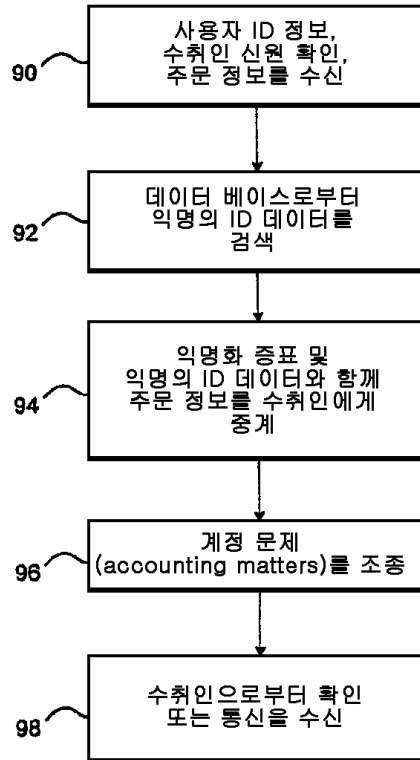 사용자 ID 정보,
수취인 신원 확인,
주문 정보를 수신
90
데이터 베이스로부터
익명의 ID 데이터를
검색
92
익명화 증표 및
익명의 ID 데이터와 함께
주문 정보를 수취인에게
중계
94
계정 문제
(accounting matters)를 조종
96
수취인으로부터 확인
또는 통신을 수신
98